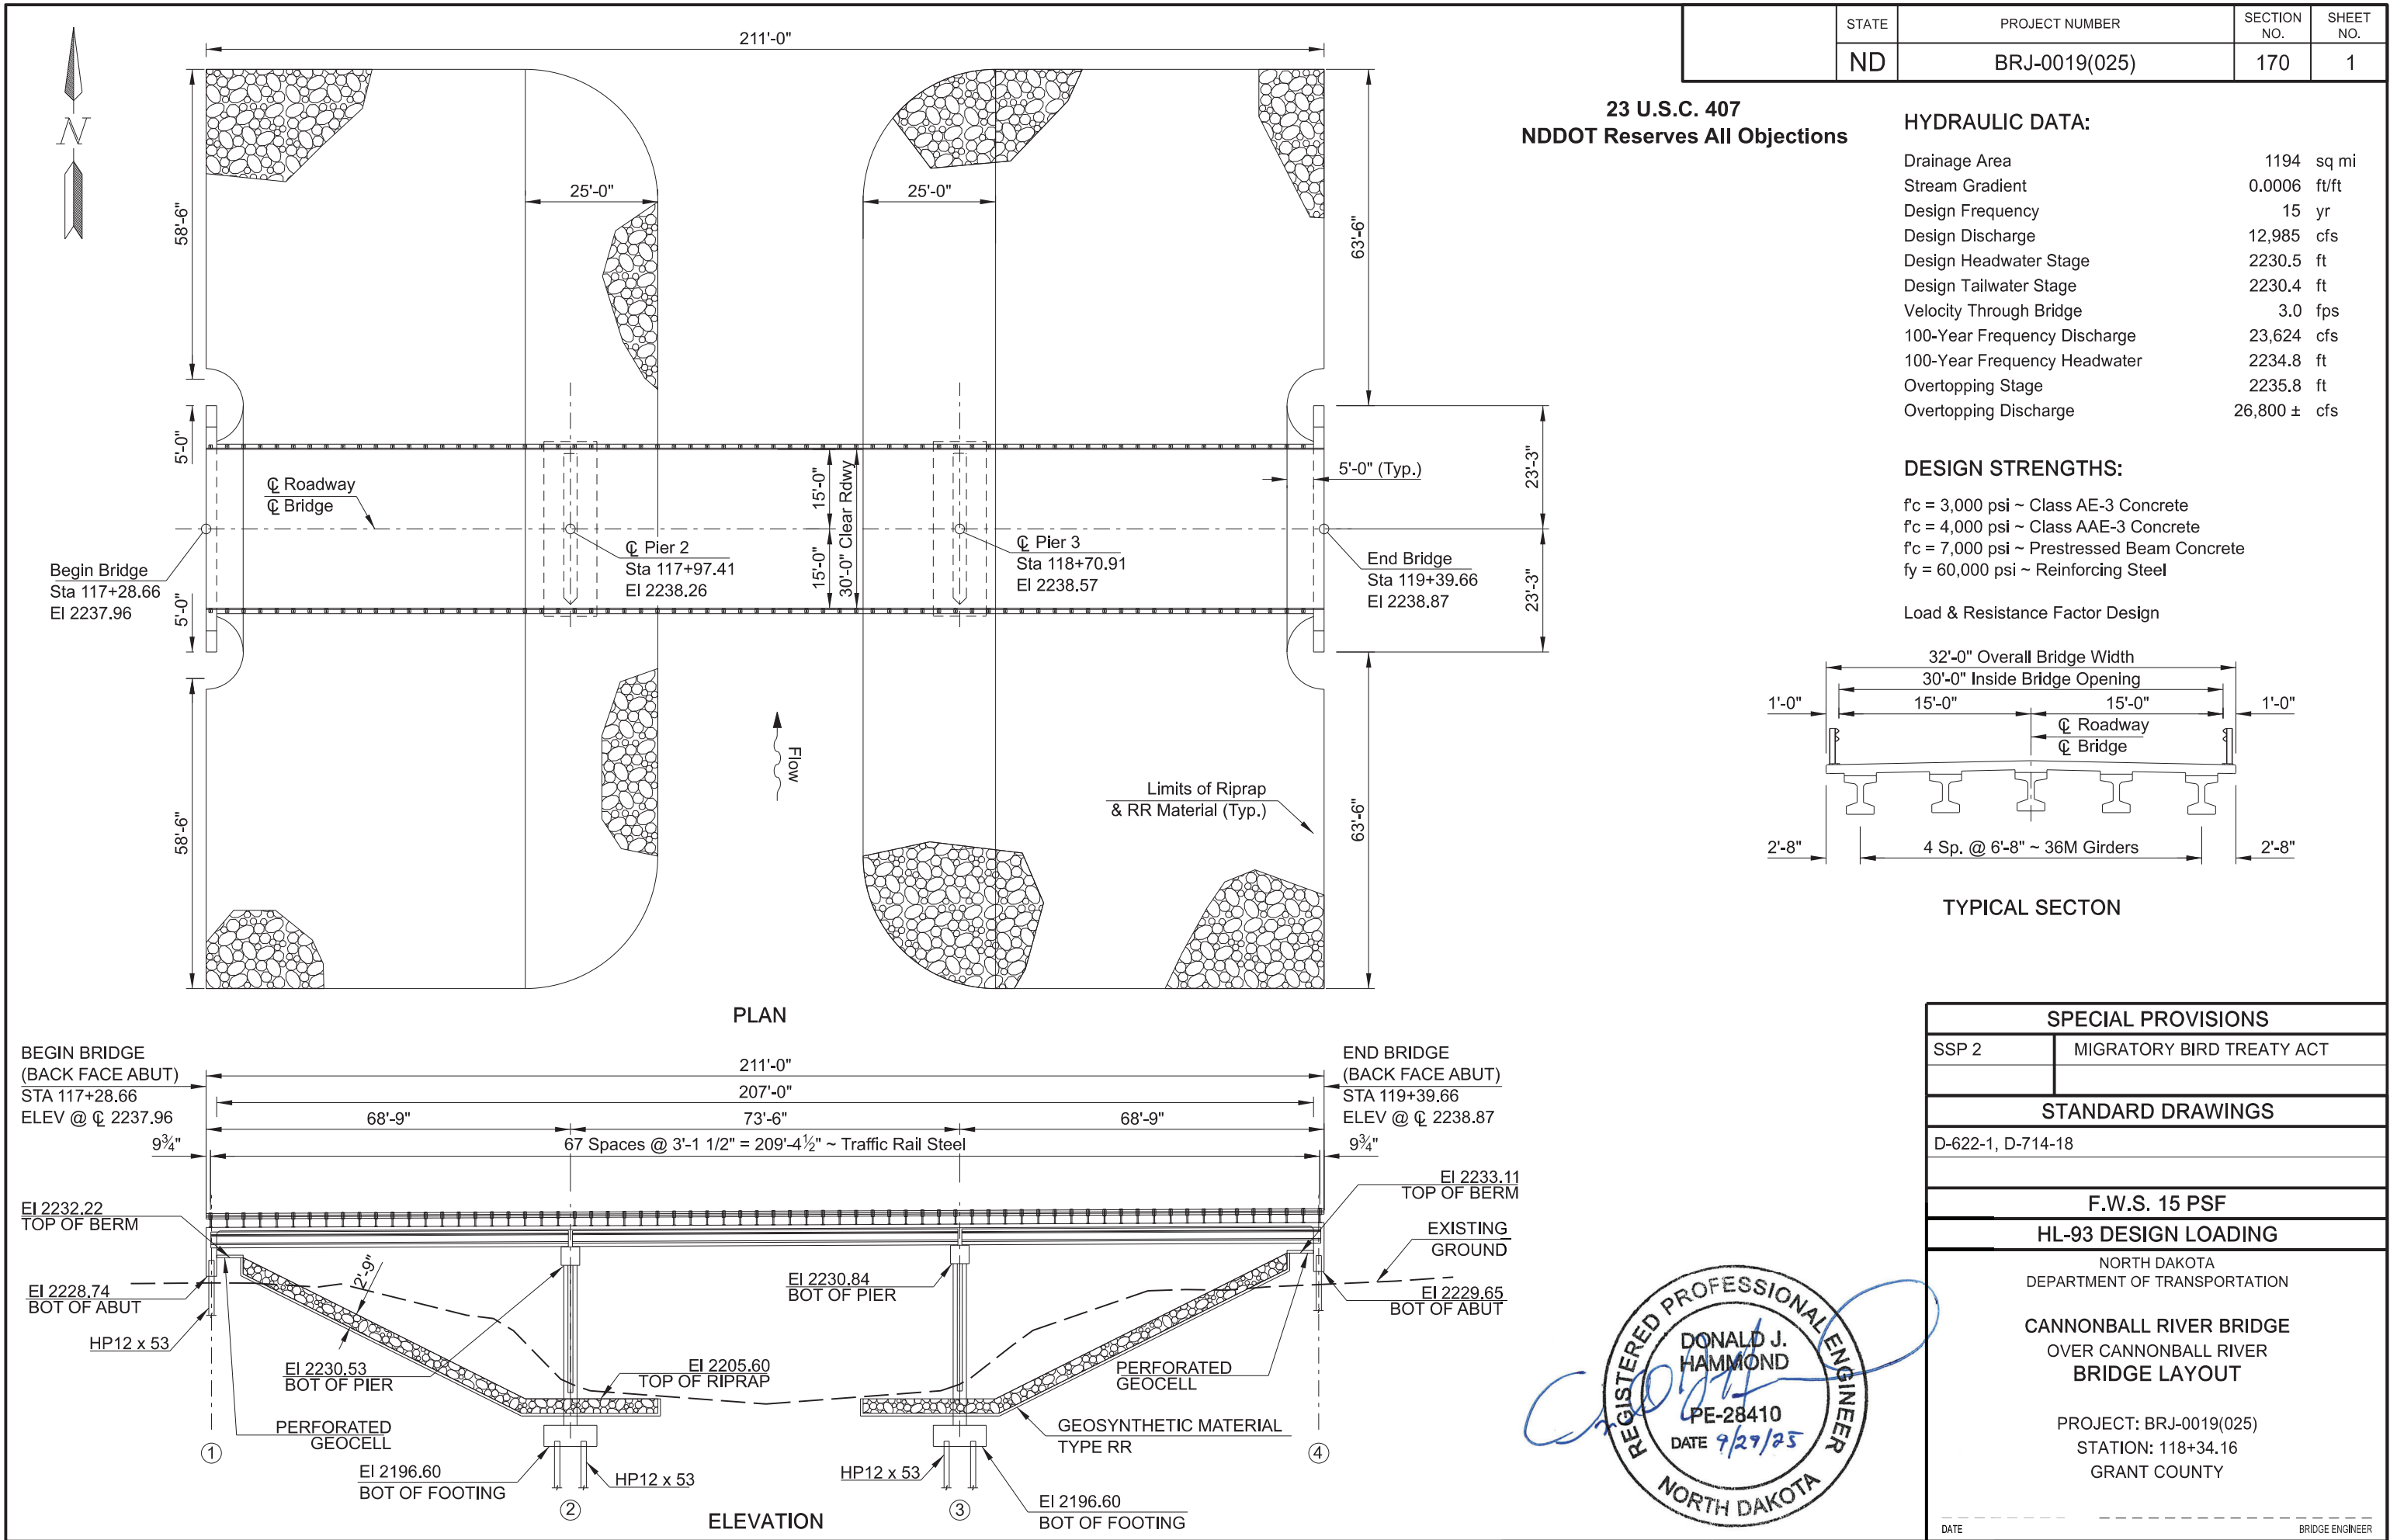 STATE
PROJECT NUMBER
SECTION NO.
SHEET NO.
ND
BRJ-0019(025)
170
1
23 U.S.C. 407
NDDOT Reserves All Objections
HYDRAULIC DATA:
Drainage Area 1194 sq mi
Stream Gradient 0.0006 ft/ft
Design Frequency 15 yr
Design Discharge 12,985 cfs
Design Headwater Stage 2230.5 ft
Design Tailwater Stage 2230.4 ft
Velocity Through Bridge 3.0 fps
100-Year Frequency Discharge 23,624 cfs
100-Year Frequency Headwater 2234.8 ft
Overtopping Stage 2235.8 ft
Overtopping Discharge 26,800 ± cfs
DESIGN STRENGTHS:
f'c = 3,000 psi ~ Class AE-3 Concrete
f'c = 4,000 psi ~ Class AAE-3 Concrete
f'c = 7,000 psi ~ Prestressed Beam Concrete
fy = 60,000 psi ~ Reinforcing Steel
Load & Resistance Factor Design
32'-0" Overall Bridge Width
30'-0" Inside Bridge Opening
1'-0"
15'-0"
15'-0"
1'-0"
℄ Roadway
℄ Bridge
2'-8"
4 Sp. @ 6'-8" ~ 36M Girders
2'-8"
TYPICAL SECTON
N
211'-0"
58'-6"
25'-0"
25'-0"
63'-6"
5'-0"
℄ Roadway
℄ Bridge
15'-0"
15'-0"
30'-0" Clear Rdwy
5'-0" (Typ.)
23'-3"
23'-3"
Begin Bridge
Sta 117+28.66
El 2237.96
5'-0"
℄ Pier 2
Sta 117+97.41
El 2238.26
℄ Pier 3
Sta 118+70.91
El 2238.57
End Bridge
Sta 119+39.66
El 2238.87
Flow
58'-6"
Limits of Riprap
& RR Material (Typ.)
63'-6"
PLAN
BEGIN BRIDGE
(BACK FACE ABUT)
STA 117+28.66
ELEV @ ℄ 2237.96
211'-0"
207'-0"
68'-9"
73'-6"
68'-9"
END BRIDGE
(BACK FACE ABUT)
STA 119+39.66
ELEV @ ℄ 2238.87
9¾"
67 Spaces @ 3'-1 1/2" = 209'-4½" ~ Traffic Rail Steel
9¾"
El 2232.22
TOP OF BERM
El 2233.11
TOP OF BERM
EXISTING
GROUND
El 2228.74
BOT OF ABUT
2'-9"
El 2230.84
BOT OF PIER
El 2229.65
BOT OF ABUT
HP12 x 53
El 2230.53
BOT OF PIER
El 2205.60
TOP OF RIPRAP
PERFORATED
GEOCELL
PERFORATED
GEOCELL
GEOSYNTHETIC MATERIAL
TYPE RR
1
4
El 2196.60
BOT OF FOOTING
HP12 x 53
HP12 x 53
El 2196.60
BOT OF FOOTING
2
3
ELEVATION
REGISTERED PROFESSIONAL ENGINEER
DONALD J.
HAMMOND
PE-28410
DATE 9/29/25
NORTH DAKOTA
SPECIAL PROVISIONS
SSP 2
MIGRATORY BIRD TREATY ACT
STANDARD DRAWINGS
D-622-1, D-714-18
F.W.S. 15 PSF
HL-93 DESIGN LOADING
NORTH DAKOTA
DEPARTMENT OF TRANSPORTATION
CANNONBALL RIVER BRIDGE
OVER CANNONBALL RIVER
BRIDGE LAYOUT
PROJECT: BRJ-0019(025)
STATION: 118+34.16
GRANT COUNTY
DATE
BRIDGE ENGINEER